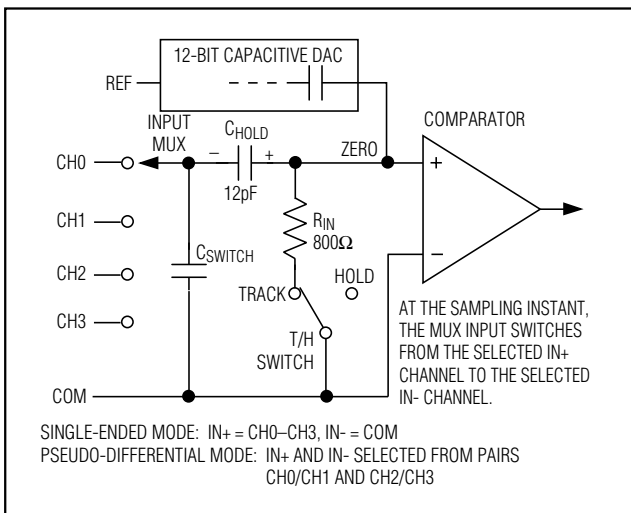 12-BIT CAPACITIVE DAC
REF
COMPARATOR
INPUT
MUX
CHOLD
– +
ZERO
+
CH0
12pF
CH1
RIN
800Ω
CSWITCH
–
CH2
HOLD
TRACK
CH3
T/H
SWITCH
AT THE SAMPLING INSTANT,
THE MUX INPUT SWITCHES
FROM THE SELECTED IN+
CHANNEL TO THE SELECTED
IN- CHANNEL.
COM
SINGLE-ENDED MODE: IN+ = CH0–CH3, IN- = COM
PSEUDO-DIFFERENTIAL MODE: IN+ AND IN- SELECTED FROM PAIRS
CH0/CH1 AND CH2/CH3